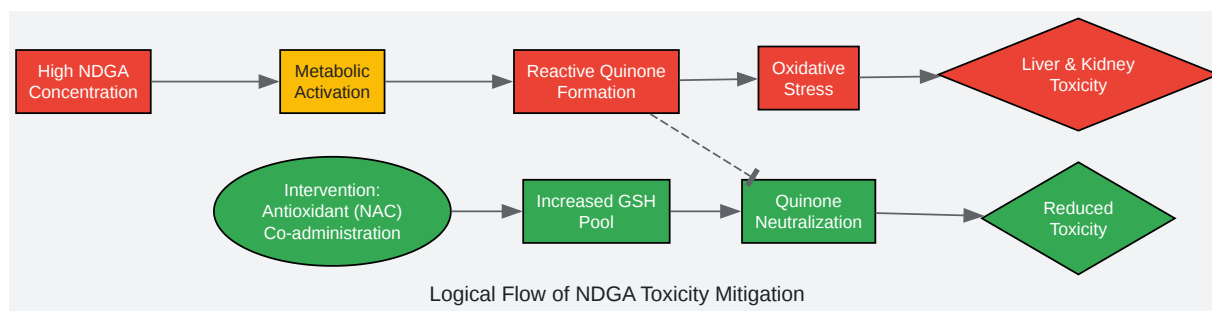 High NDGA
Concentration
Metabolic
Activation
Reactive Quinone
Formation
Oxidative
Stress
Liver & Kidney
Toxicity
Intervention:
Antioxidant (NAC)
Co-administration
Increased GSH
Pool
Quinone
Neutralization
Reduced
Toxicity
Logical Flow of NDGA Toxicity Mitigation